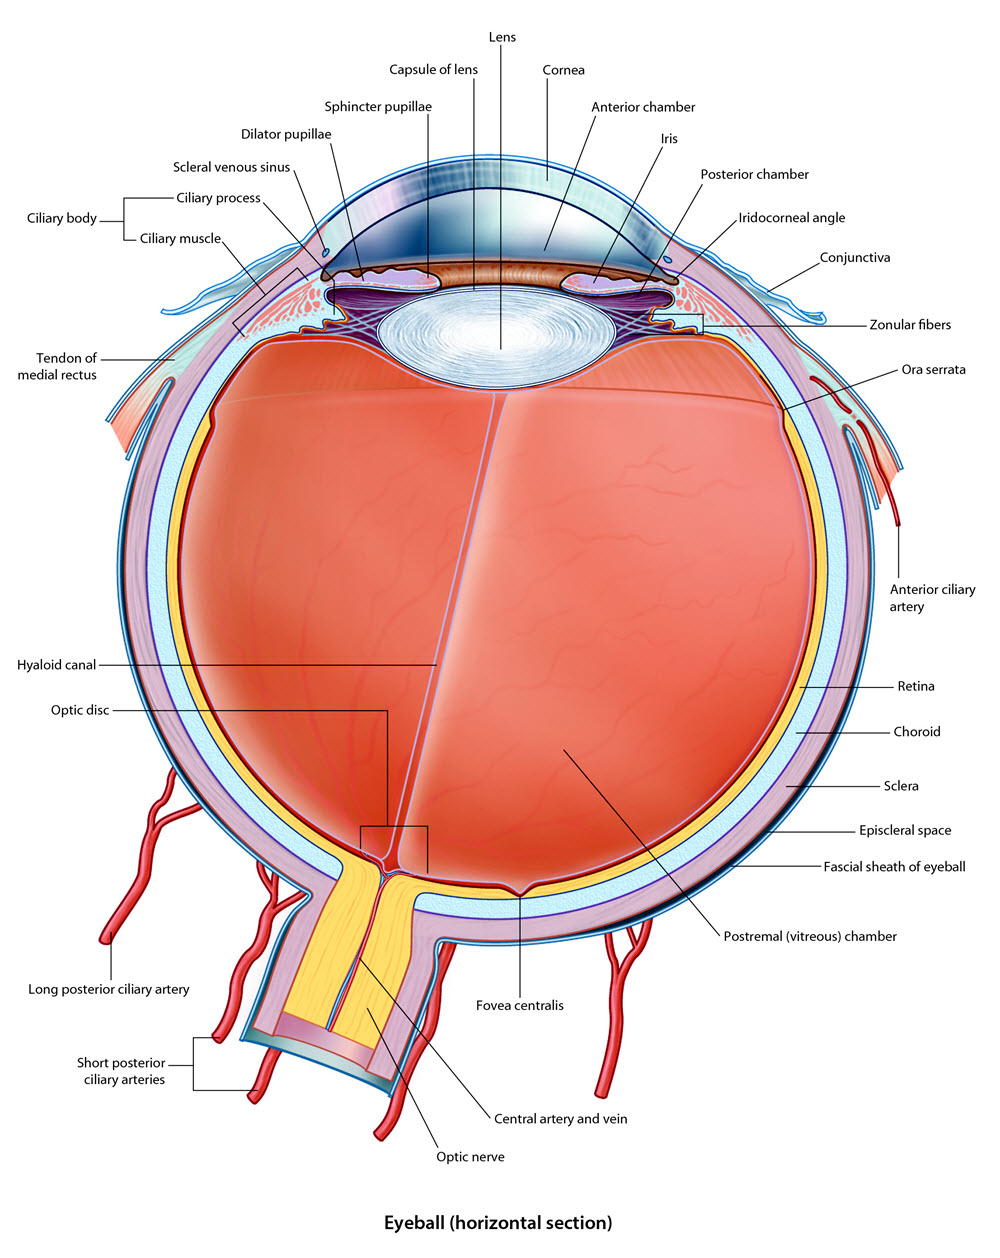 Lens
Capsule of lens
Cornea
Sphincter pupillae
Anterior chamber
Dilator pupillae
Iris
Scleral venous sinus
Posterior chamber
Ciliary process
Ciliary body
Iridocorneal angle
Ciliary muscle
Conjunctiva
Zonular fibers
Tendon of
medial rectus
Ora serrata
Anterior ciliary
artery
Hyaloid canal
Retina
Optic disc
Choroid
Sclera
Episcleral space
Fascial sheath of eyeball
Postremal (vitreous) chamber
Long posterior ciliary artery
Fovea centralis
Short posterior
ciliary arteries
Central artery and vein
Optic nerve
Eyeball (horizontal section)